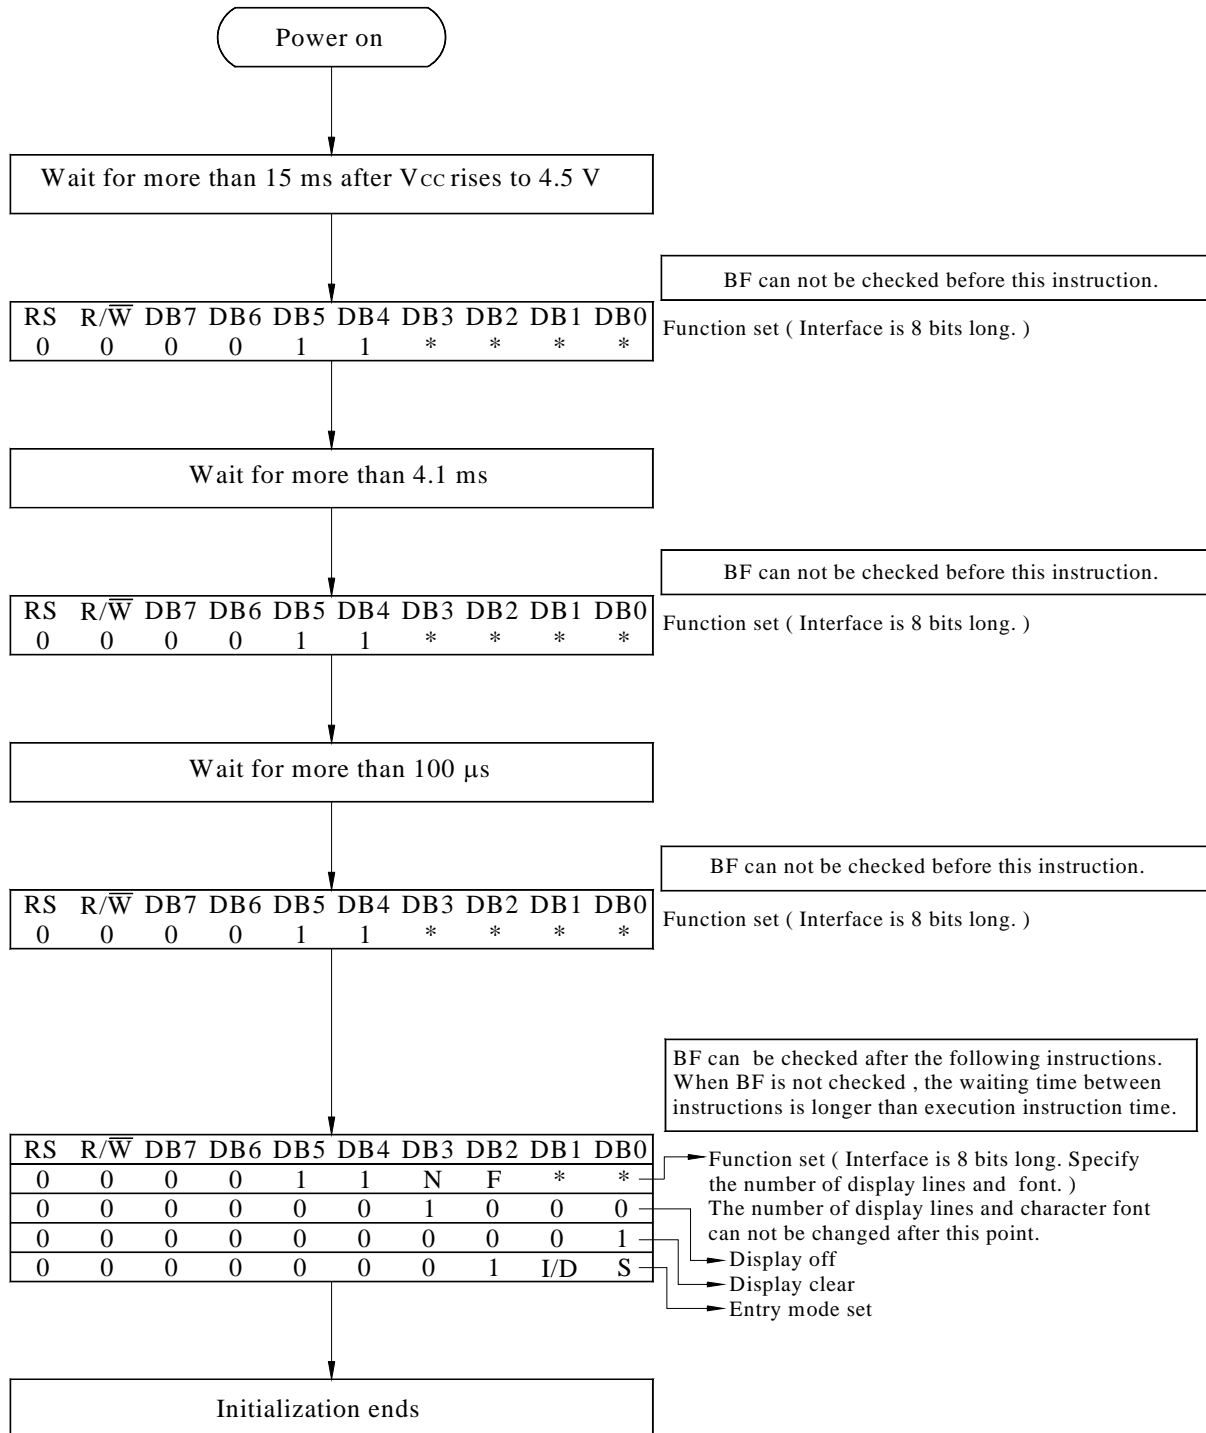 Power on
Wait for more than 15 ms after VCC rises to 4.5 V
BF can not be checked before this instruction.
RS R/W̅ DB7 DB6 DB5 DB4 DB3 DB2 DB1 DB0
0 0 0 0 1 1 * * * *
Function set ( Interface is 8 bits long. )
Wait for more than 4.1 ms
BF can not be checked before this instruction.
RS R/W̅ DB7 DB6 DB5 DB4 DB3 DB2 DB1 DB0
0 0 0 0 1 1 * * * *
Function set ( Interface is 8 bits long. )
Wait for more than 100 μs
BF can not be checked before this instruction.
RS R/W̅ DB7 DB6 DB5 DB4 DB3 DB2 DB1 DB0
0 0 0 0 1 1 * * * *
Function set ( Interface is 8 bits long. )
BF can be checked after the following instructions.
When BF is not checked , the waiting time between
instructions is longer than execution instruction time.
RS R/W̅ DB7 DB6 DB5 DB4 DB3 DB2 DB1 DB0
0 0 0 0 1 1 N F * *
0 0 0 0 0 0 1 0 0 0
0 0 0 0 0 0 0 0 0 1
0 0 0 0 0 0 0 1 I/D S
Function set ( Interface is 8 bits long. Specify
the number of display lines and font. )
The number of display lines and character font
can not be changed after this point.
Display off
Display clear
Entry mode set
Initialization ends